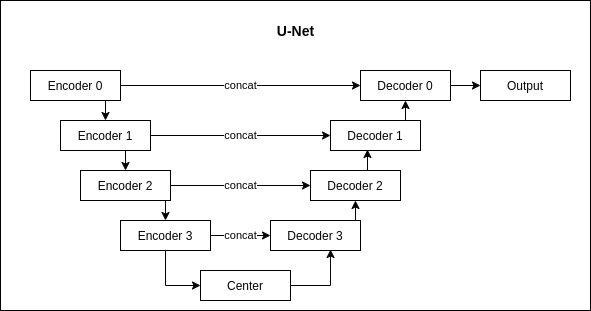 U-Net
Encoder 0
concat
Decoder 0
Output
Encoder 1
concat
Decoder 1
Encoder 2
concat
Decoder 2
Encoder 3
concat
Decoder 3
Center